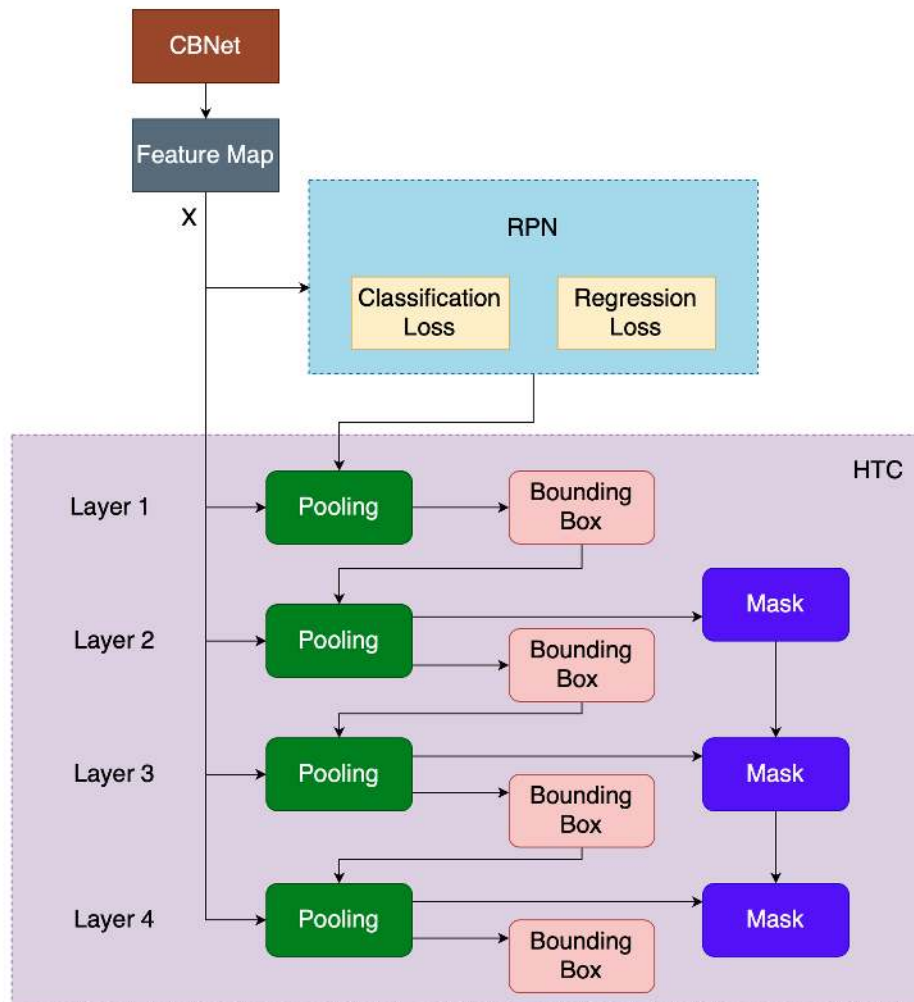 CBNet
Feature Map
X
RPN
Classification
Loss
Regression
Loss
HTC
Layer 1
Pooling
Bounding
Box
Layer 2
Pooling
Mask
Bounding
Box
Layer 3
Pooling
Mask
Bounding
Box
Layer 4
Pooling
Mask
Bounding
Box